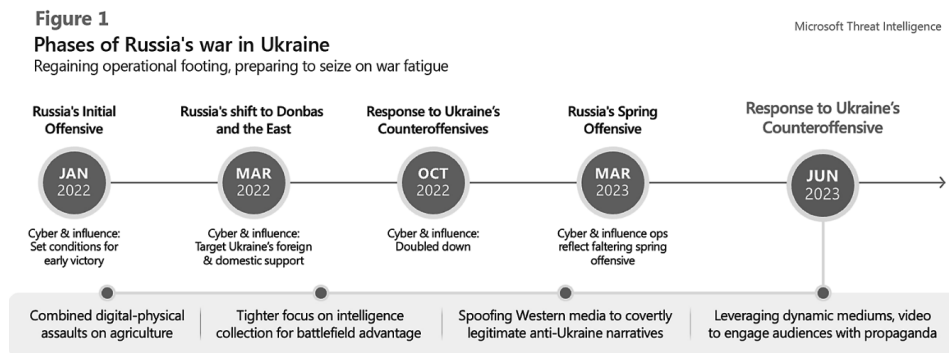 Figure 1
Microsoft Threat Intelligence
Phases of Russia's war in Ukraine
Regaining operational footing, preparing to seize on war fatigue
Russia's Initial
Offensive
JAN
2022
Cyber & influence:
Set conditions for
early victory
Russia's shift to Donbas
and the East
MAR
2022
Cyber & influence:
Target Ukraine's foreign
& domestic support
Response to Ukraine's
Counteroffensives
OCT
2022
Cyber & influence:
Doubled down
Russia's Spring
Offensive
MAR
2023
Cyber & influence ops
reflect faltering spring
offensive
Response to Ukraine's
Counteroffensive
JUN
2023
Combined digital-physical
assaults on agriculture
Tighter focus on intelligence
collection for battlefield advantage
Spoofing Western media to covertly
legitimate anti-Ukraine narratives
Leveraging dynamic mediums, video
to engage audiences with propaganda